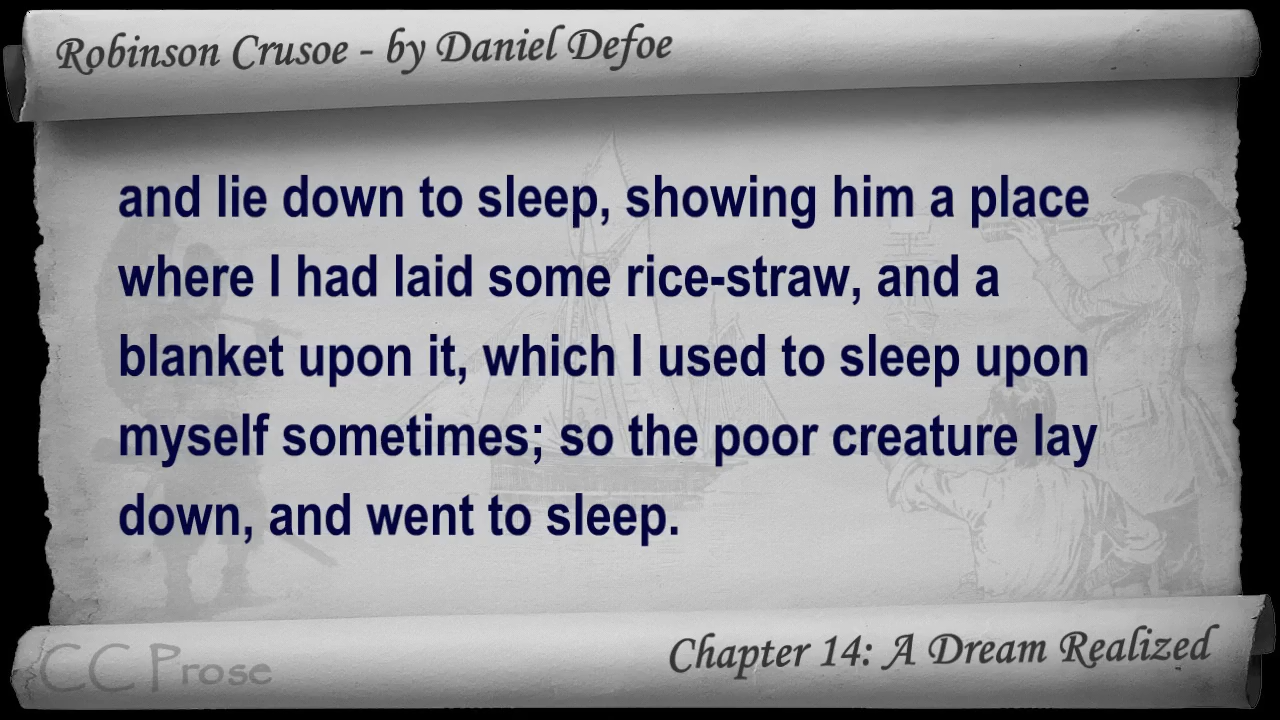 Robinson Crusoe - by Daniel Defoe
and lie down to sleep, showing him a place
where I had laid some rice-straw, and a
blanket upon it, which I used to sleep upon
myself sometimes; so the poor creature lay
down, and went to sleep.
Chapter 14: A Dream Realized
CC Prose